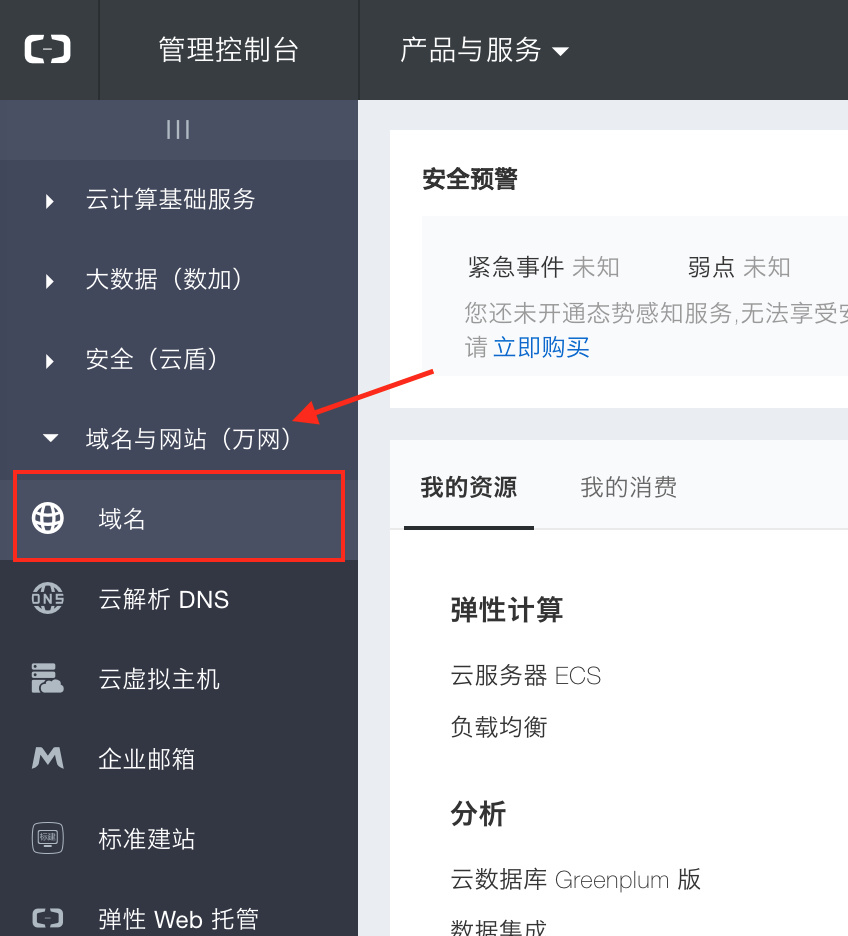 管理控制台
产品与服务
云计算基础服务
大数据（数加）
安全（云盾）
域名与网站（万网）
域名
DNS
云解析 DNS
云虚拟主机
企业邮箱
标建
标准建站
弹性 Web 托管
安全预警
紧急事件 未知 弱点 未知
您还未开通态势感知服务,无法享受安
请 立即购买
我的资源 我的消费
弹性计算
云服务器 ECS
负载均衡
分析
云数据库 Greenplum 版
数据集成